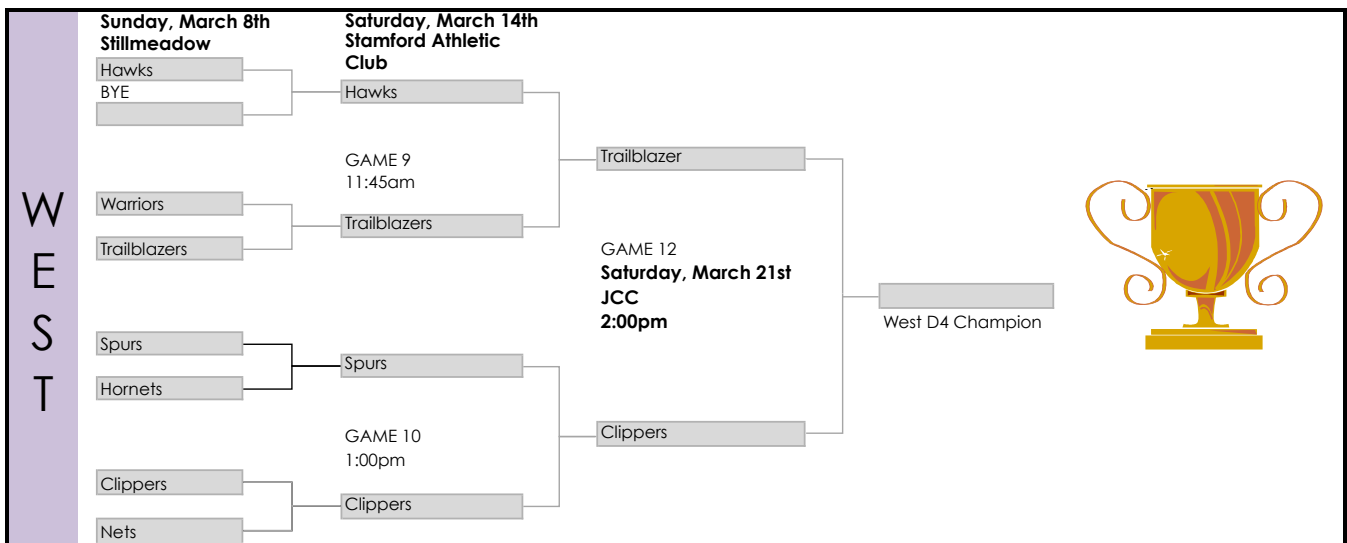 WEST
Sunday, March 8th
Stillmeadow
Hawks
BYE
Warriors
Trailblazers
Spurs
Hornets
Clippers
Nets
Saturday, March 14th
Stamford Athletic
Club
Hawks
GAME 9
11:45am
Trailblazers
Spurs
GAME 10
1:00pm
Clippers
Trailblazer
GAME 12
Saturday, March 21st
JCC
2:00pm
Clippers
West D4 Champion